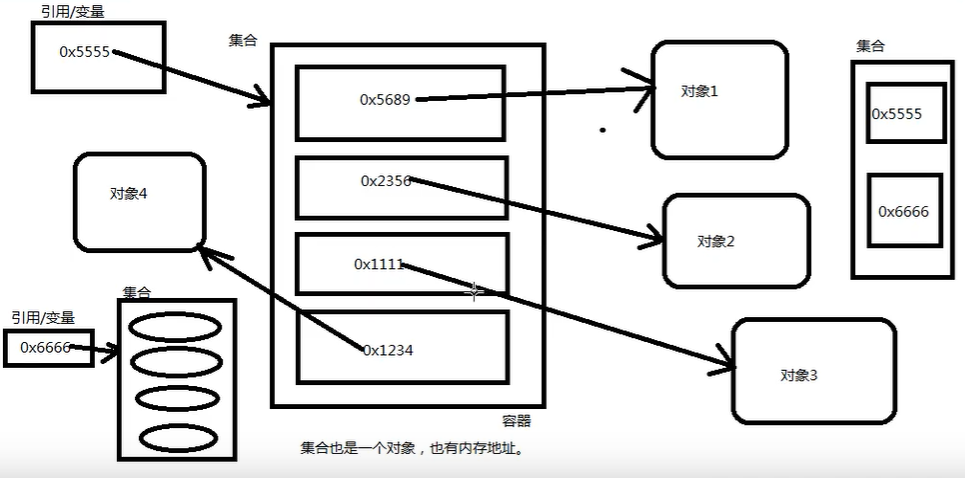 引用/变量
0x5555
集合
0x5689
对象1
集合
0x5555
0x2356
对象4
对象2
0x6666
0x1111
集合
引用/变量
0x6666
0x1234
对象3
容器
集合也是一个对象，也有内存地址。